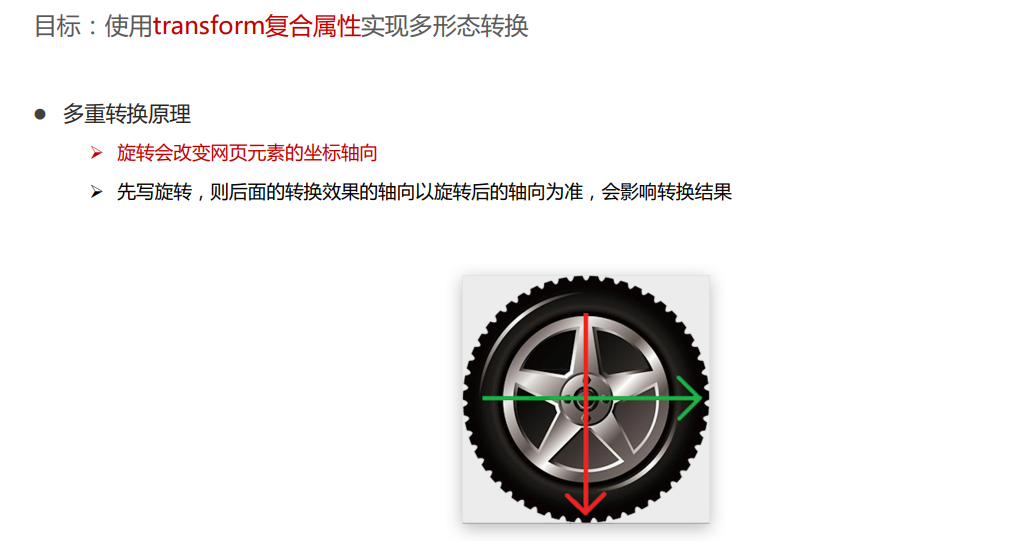 目标：使用transform复合属性实现多形态转换
多重转换原理
旋转会改变网页元素的坐标轴向
先写旋转，则后面的转换效果的轴向以旋转后的轴向为准，会影响转换结果